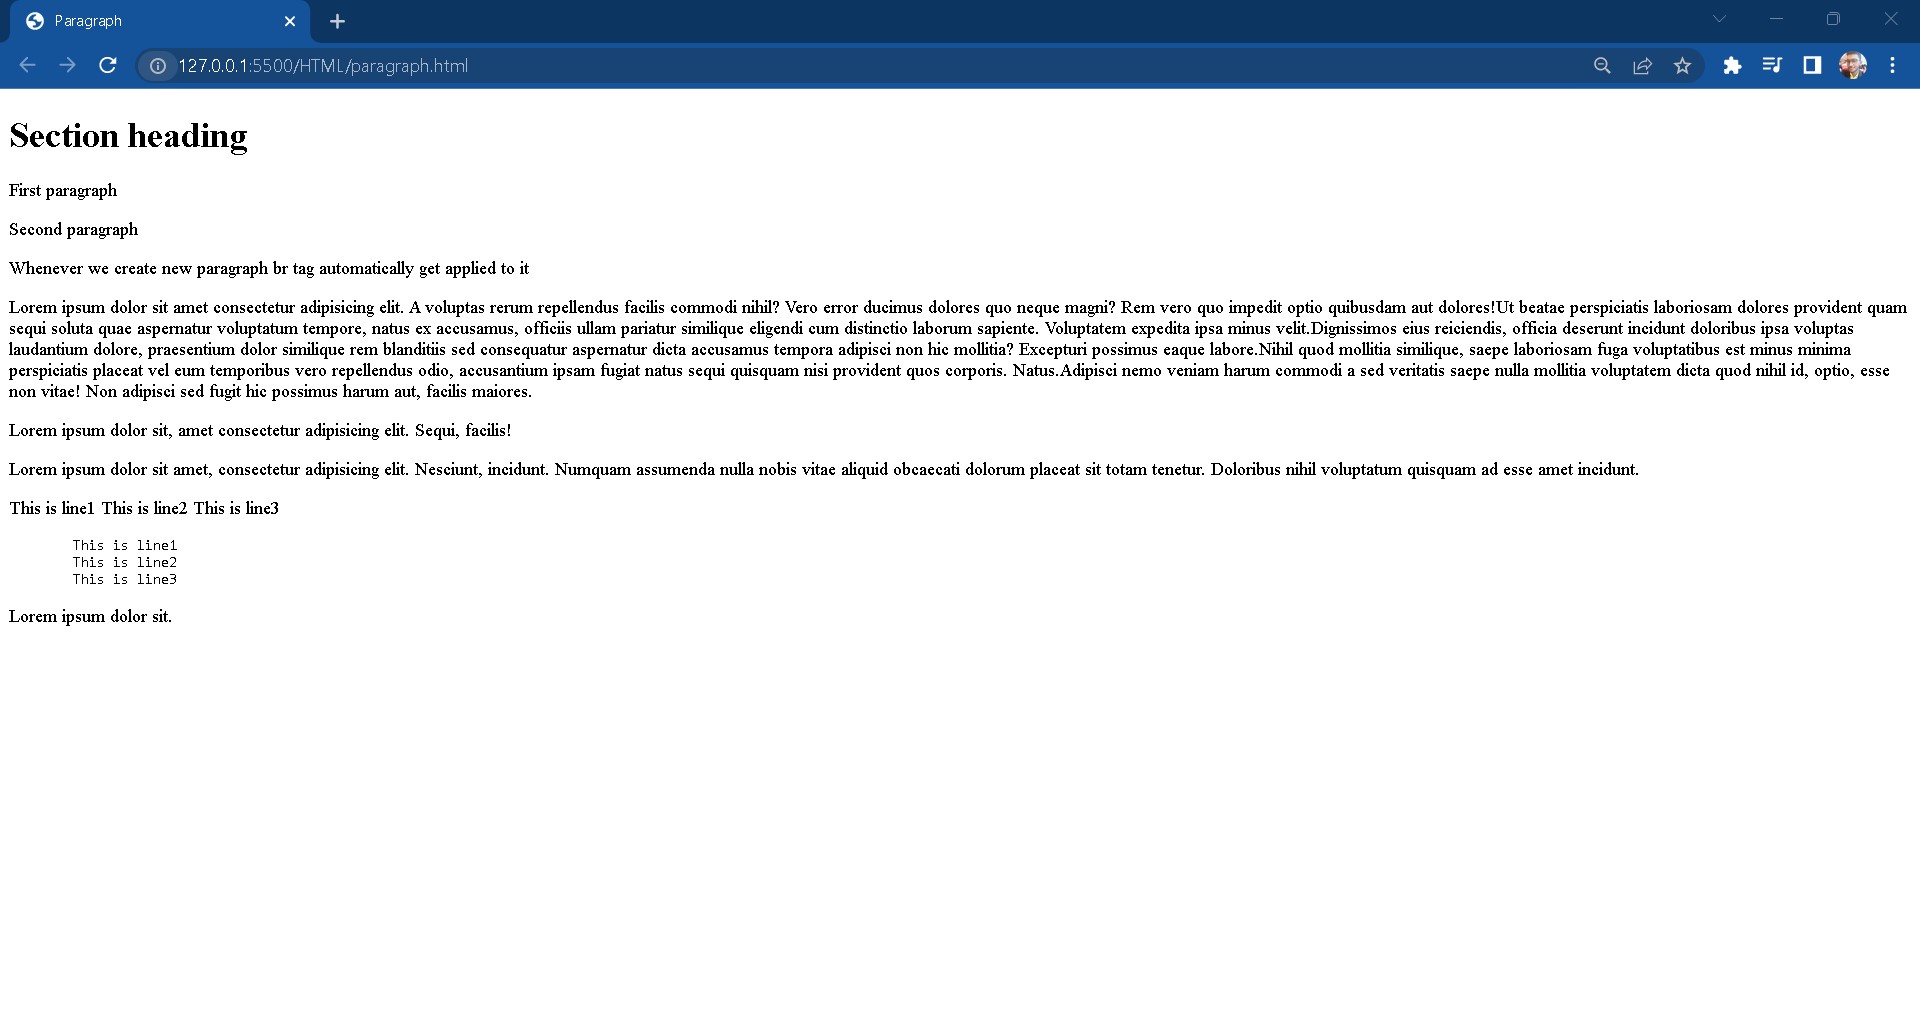 Paragraph
127.0.0.1:5500/HTML/paragraph.html
Section heading
First paragraph
Second paragraph
Whenever we create new paragraph br tag automatically get applied to it
Lorem ipsum dolor sit amet consectetur adipisicing elit. A voluptas rerum repellendus facilis commodi nihil? Vero error ducimus dolores quo neque magni? Rem vero quo impedit optio quibusdam aut dolores!Ut beatae perspiciatis laboriosam dolores provident quam
sequi soluta quae aspernatur voluptatum tempore, natus ex accusamus, officiis ullam pariatur similique eligendi cum distinctio laborum sapiente. Voluptatem expedita ipsa minus velit.Dignissimos eius reiciendis, officia deserunt incidunt doloribus ipsa voluptas
laudantium dolore, praesentium dolor similique rem blanditiis sed consequatur aspernatur dicta accusamus tempora adipisci non hic mollitia? Excepturi possimus eaque labore.Nihil quod mollitia similique, saepe laboriosam fuga voluptatibus est minus minima
perspiciatis placeat vel eum temporibus vero repellendus odio, accusantium ipsam fugiat natus sequi quisquam nisi provident quos corporis. Natus.Adipisci nemo veniam harum commodi a sed veritatis saepe nulla mollitia voluptatem dicta quod nihil id, optio, esse
non vitae! Non adipisci sed fugit hic possimus harum aut, facilis maiores.
Lorem ipsum dolor sit, amet consectetur adipisicing elit. Sequi, facilis!
Lorem ipsum dolor sit amet, consectetur adipisicing elit. Nesciunt, incidunt. Numquam assumenda nulla nobis vitae aliquid obcaecati dolorum placeat sit totam tenetur. Doloribus nihil voluptatum quisquam ad esse amet incidunt.
This is line1 This is line2 This is line3
This is line1
This is line2
This is line3
Lorem ipsum dolor sit.